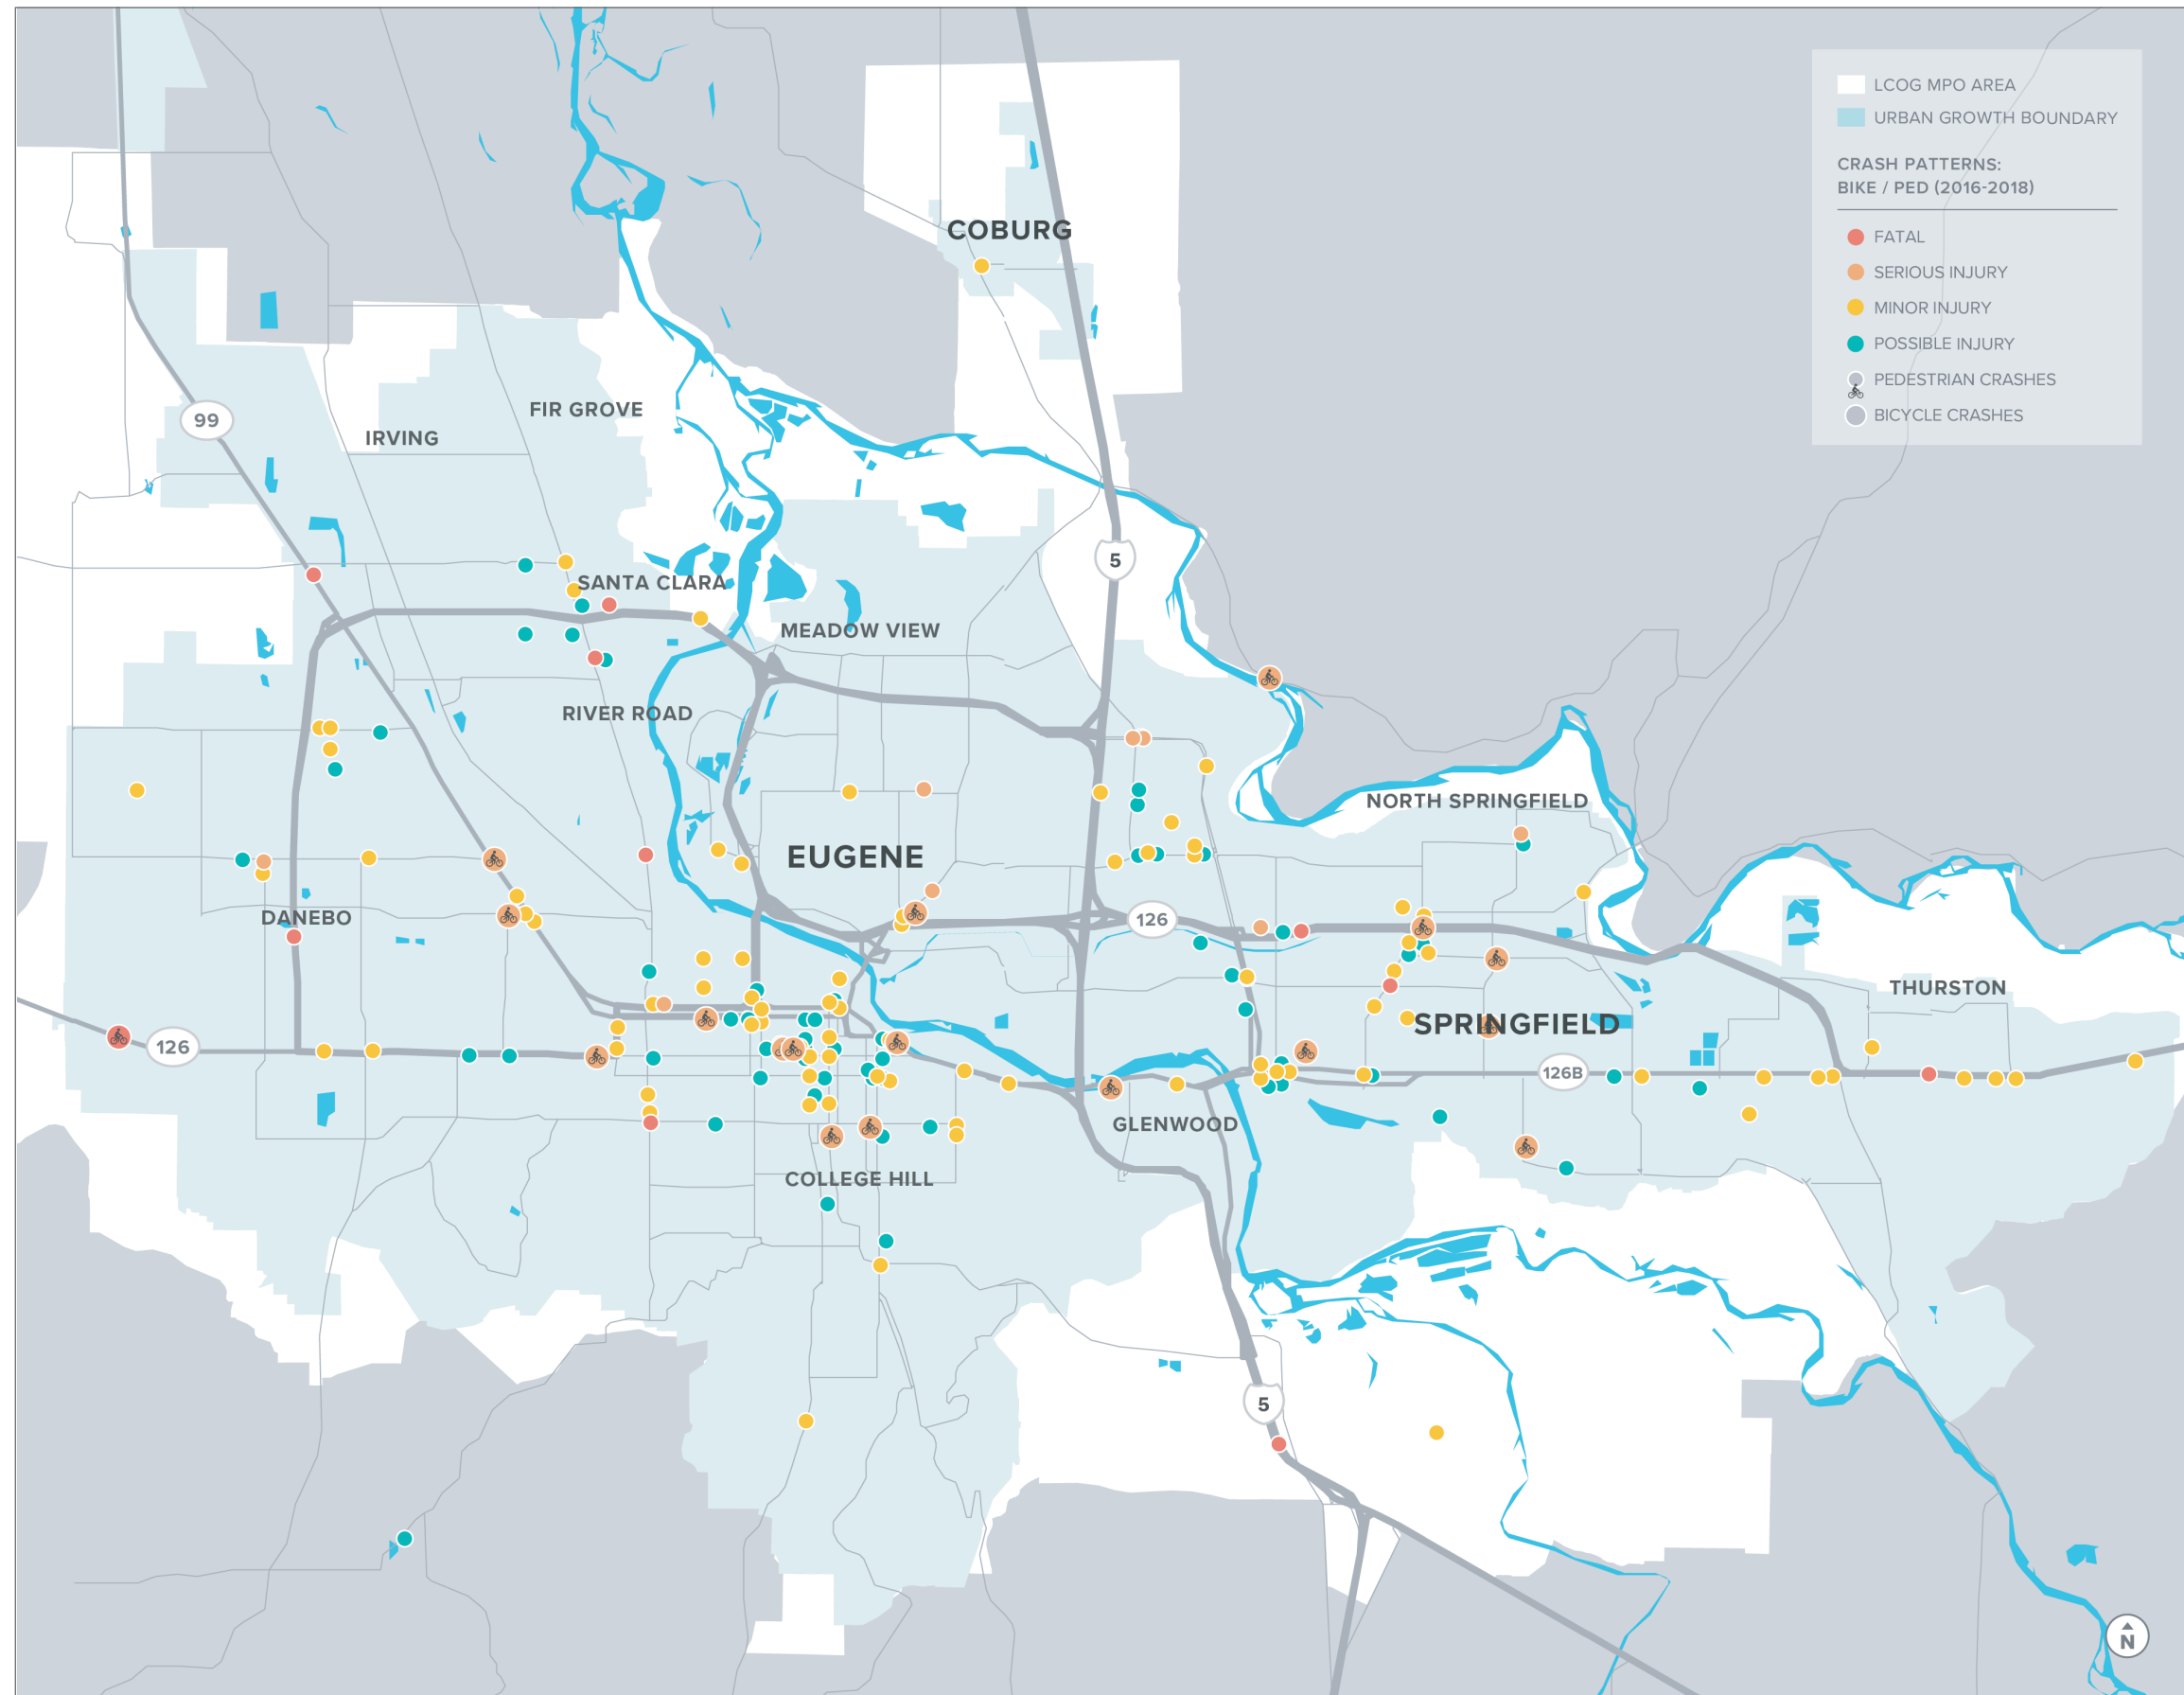 LCOG MPO AREA
URBAN GROWTH BOUNDARY
CRASH PATTERNS:
BIKE / PED (2016-2018)
FATAL
SERIOUS INJURY
MINOR INJURY
POSSIBLE INJURY
PEDESTRIAN CRASHES
BICYCLE CRASHES
COBURG
FIR GROVE
99
IRVING
5
SANTA CLARA
MEADOW VIEW
RIVER ROAD
NORTH SPRINGFIELD
EUGENE
DANEBO
126
THURSTON
SPRINGFIELD
126
126B
GLENWOOD
COLLEGE HILL
5
N